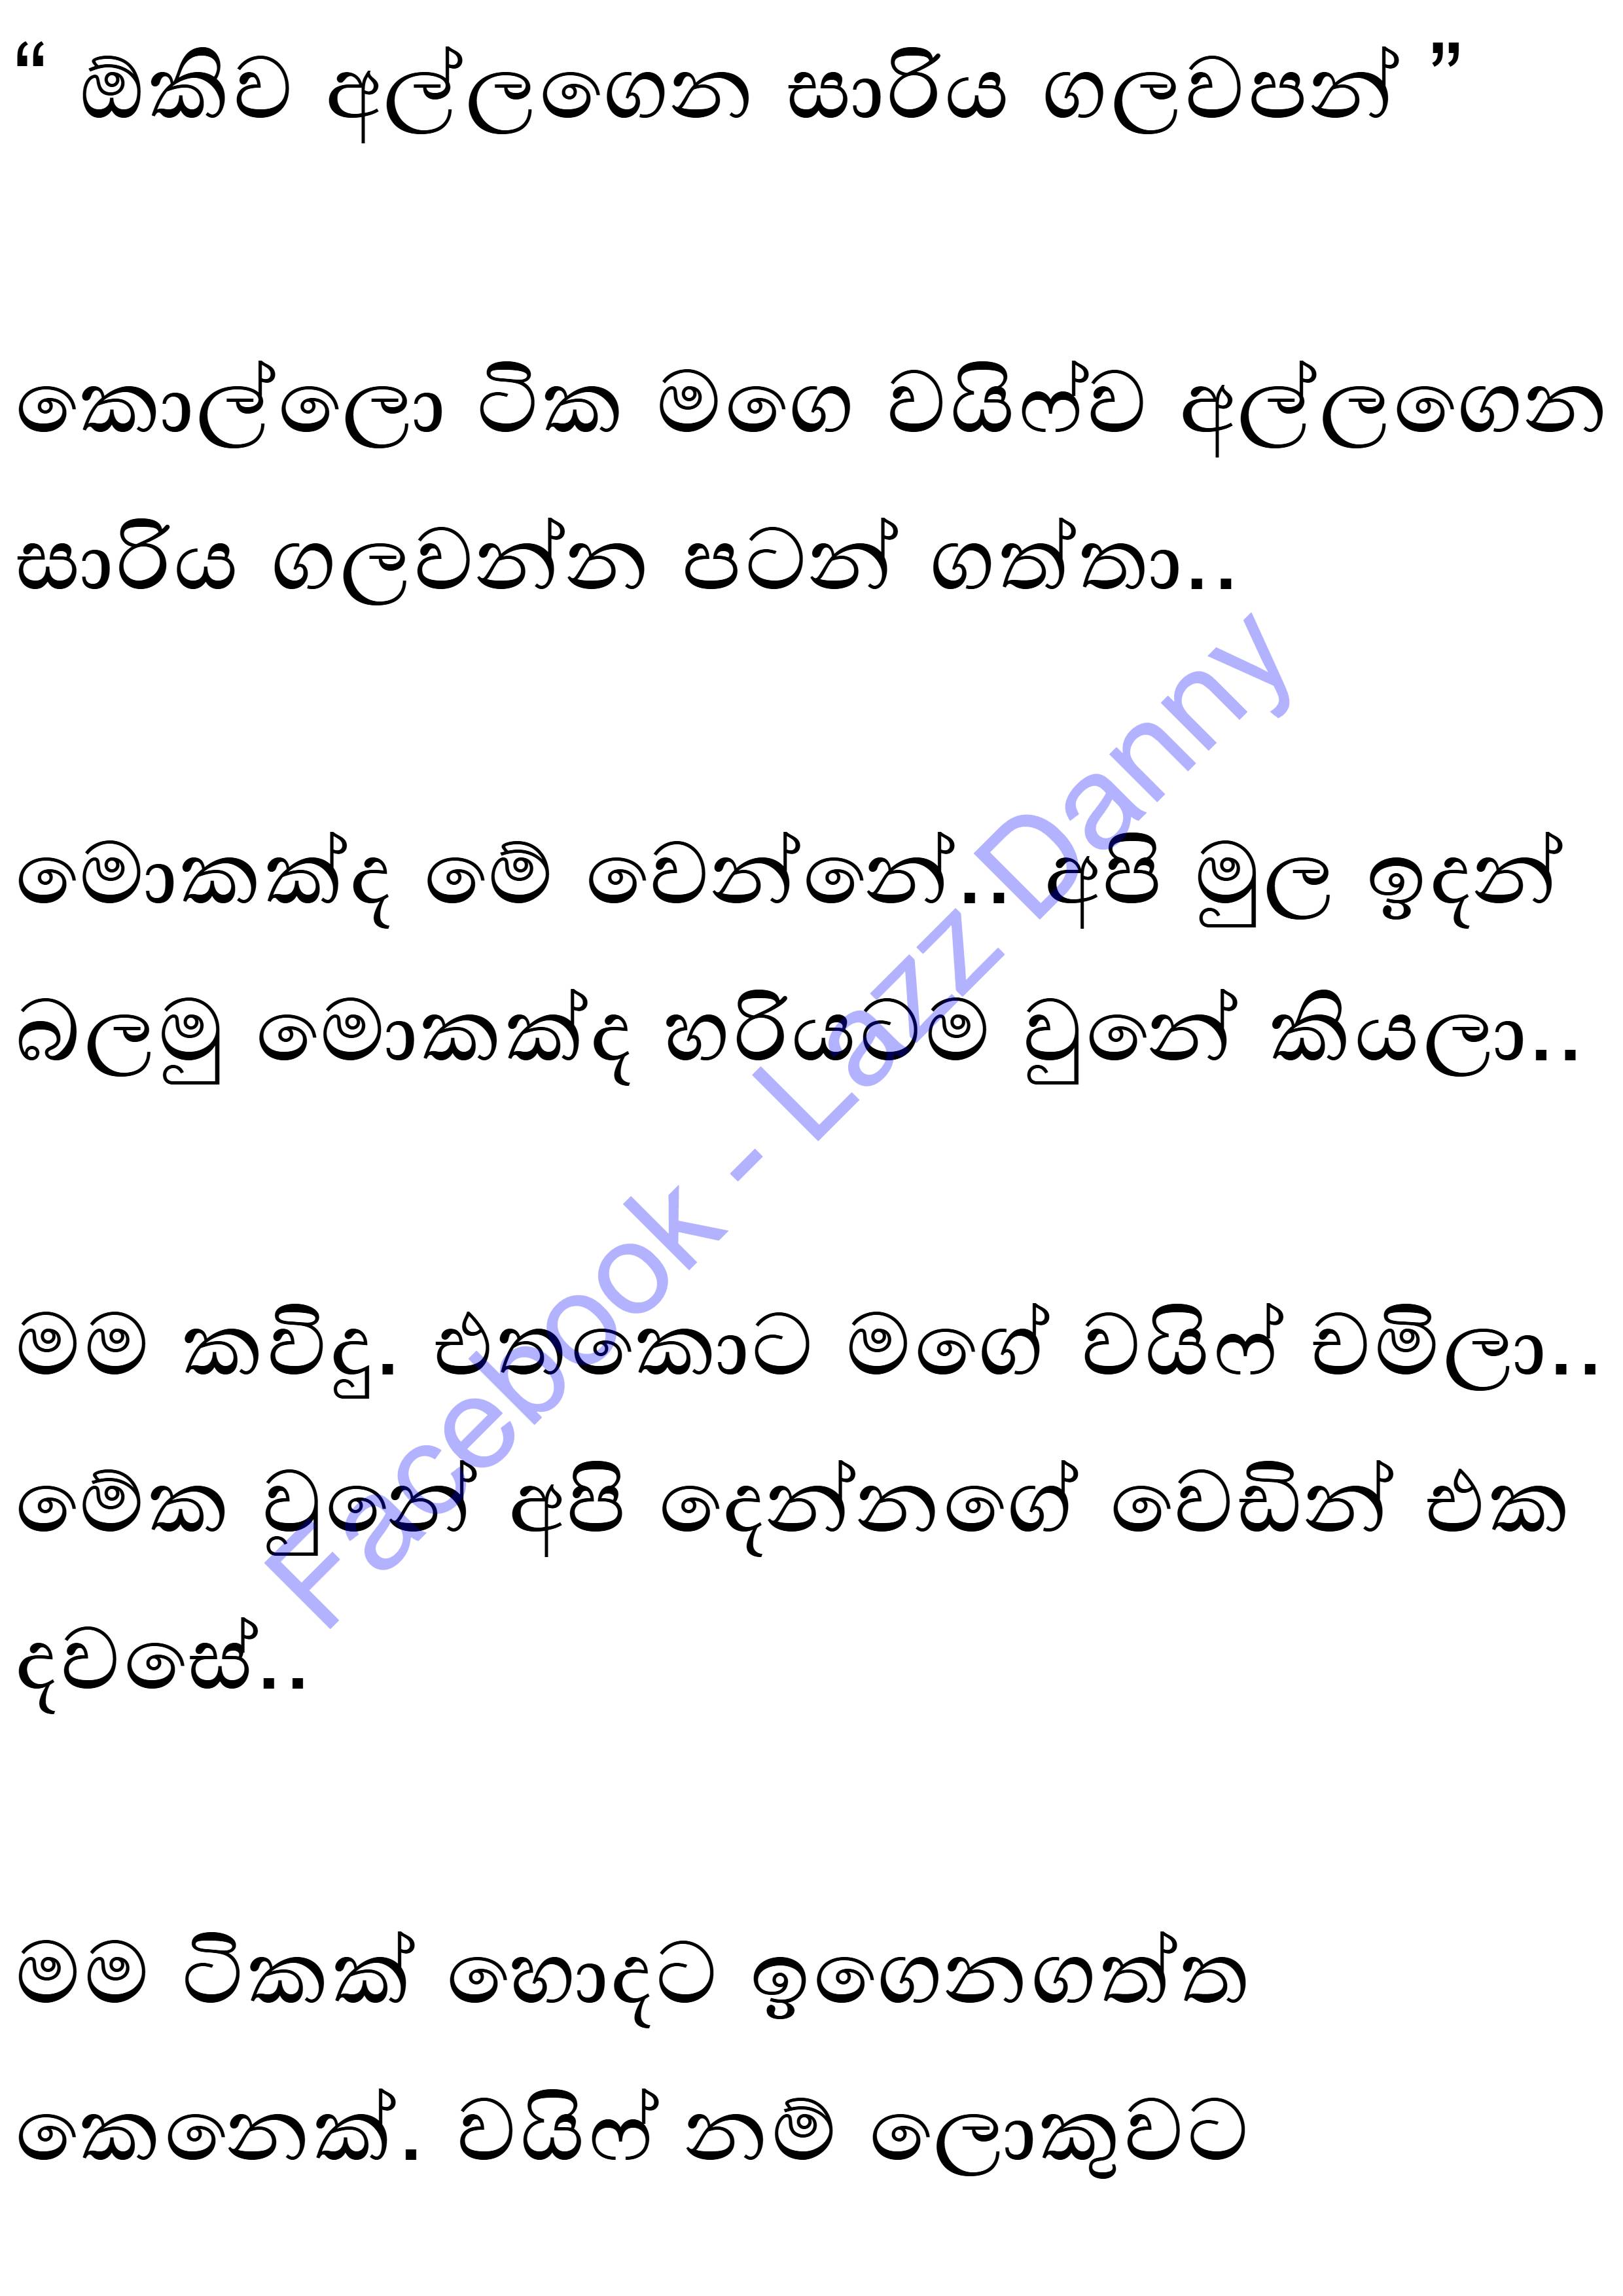 “ ඕකිව අල්ලගෙන සාරිය ගලවපන් ”
කොල්ලො ටික මගෙ වයිෆ්ව අල්ලගෙන
සාරිය ගලවන්න පටන් ගත්තා..
මොකක්ද මේ වෙන්නේ.. අපි මුල ඉදන්
බලමු මොකක්ද හරියටම වුනේ කියලා..
මම කවිදු. එතකොට මගේ වයිෆ් චම්ලා..
මේක වුනේ අපි දෙන්නගේ වෙඩින් එක
දවසේ..
මම ටිකක් හොදට ඉගෙනගත්ත
කෙනෙක්. වයිෆ් නම් ලොකුවට
Facebook - Lazz Danny